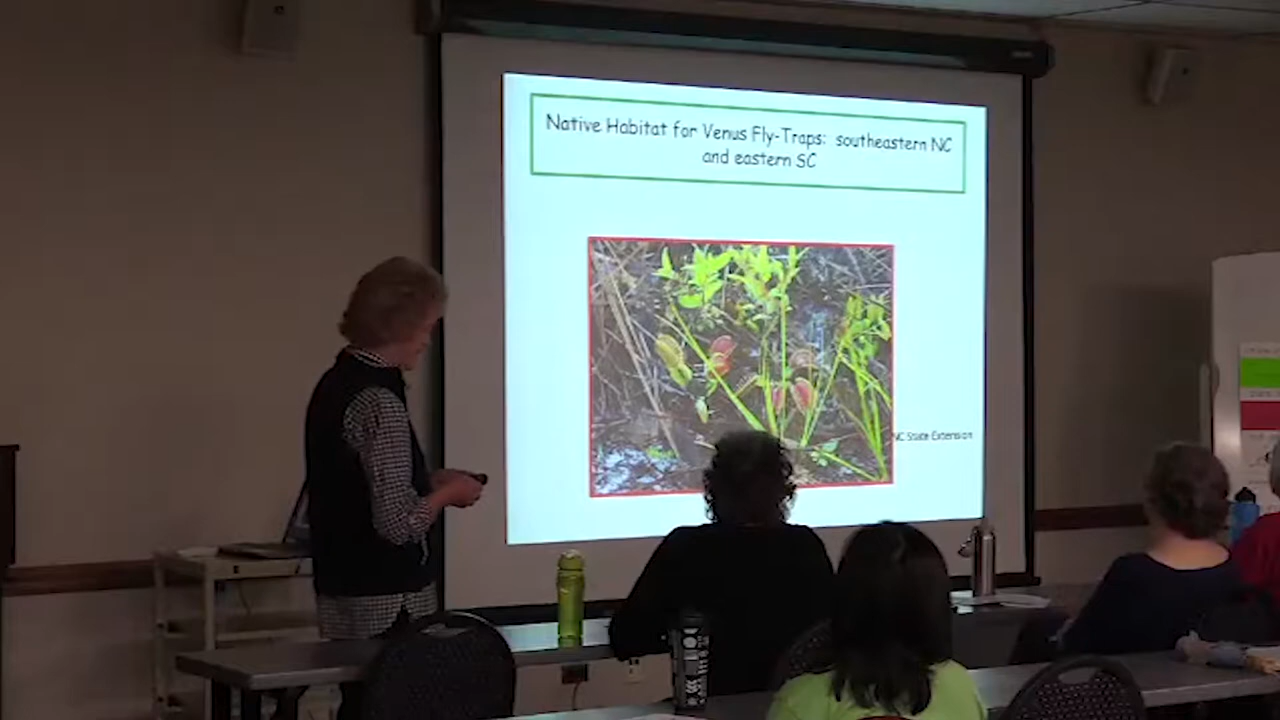 Native Habitat for Venus Fly-Traps: southeastern NC
and eastern SC
NC State Extension